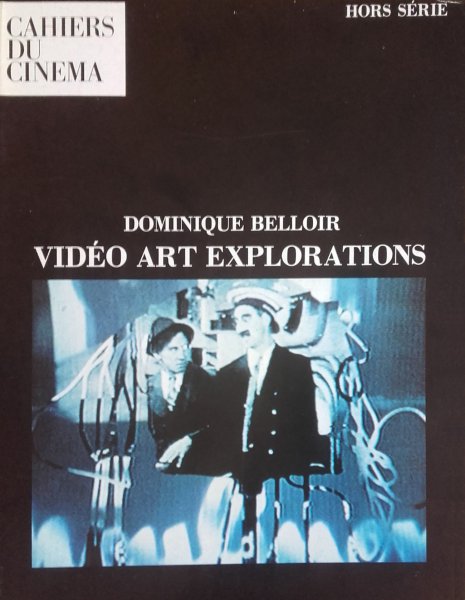 CAHIERS
DU
CINEMA
HORS SÉRIE
DOMINIQUE BELLOIR
VIDÉO ART EXPLORATIONS